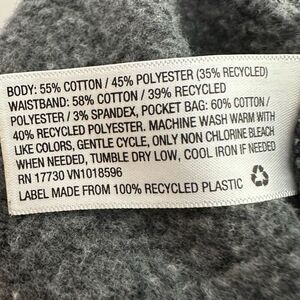 BODY: 55% COTTON / 45% POLYESTER (35% RECYCLED)
WAISTBAND: 58% COTTON / 39% RECYCLED
POLYESTER / 3% SPANDEX, POCKET BAG: 60% COTTON /
40% RECYCLED POLYESTER. MACHINE WASH WARM WITH
LIKE COLORS, GENTLE CYCLE, ONLY NON CHLORINE BLEACH
WHEN NEEDED, TUMBLE DRY LOW, COOL IRON IF NEEDED
RN 17730 VN1018596
LABEL MADE FROM 100% RECYCLED PLASTIC